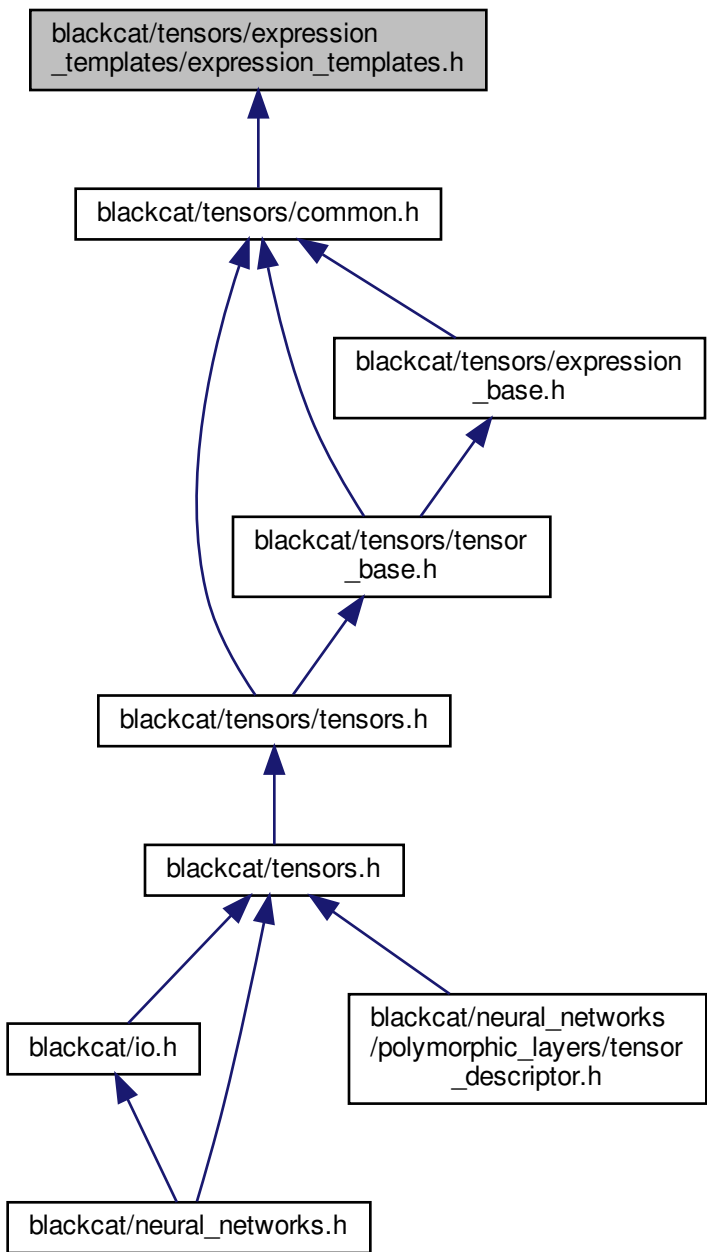 blackcat/tensors/expression
_templates/expression_templates.h
blackcat/tensors/common.h
blackcat/tensors/expression
_base.h
blackcat/tensors/tensor
_base.h
blackcat/tensors/tensors.h
blackcat/tensors.h
blackcat/io.h
blackcat/neural_networks
/polymorphic_layers/tensor
_descriptor.h
blackcat/neural_networks.h